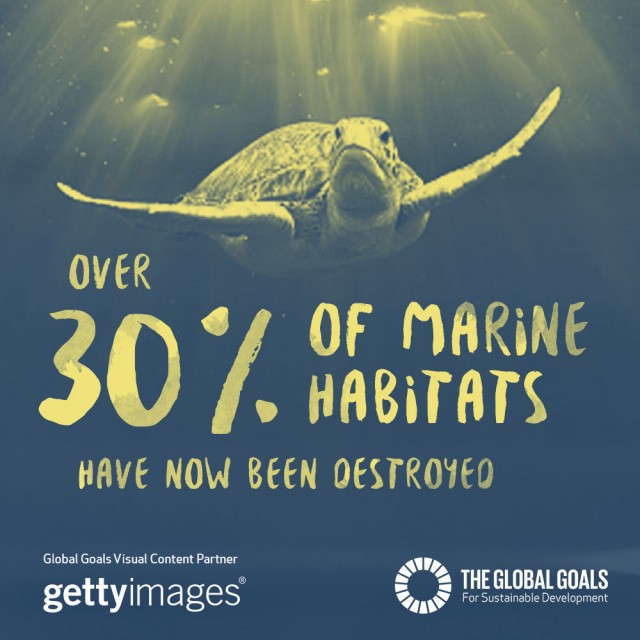 OVER
30% OF MARINE
HABITATS
HAVE NOW BEEN DESTROYED
Global Goals Visual Content Partner
gettyimages®
THE GLOBAL GOALS
For Sustainable Development